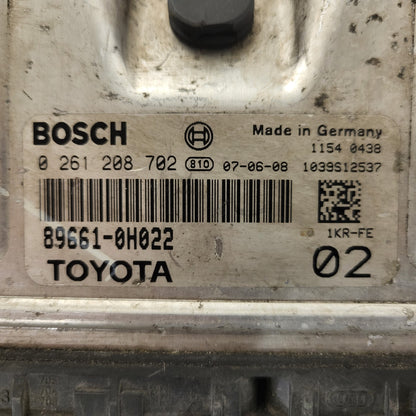 BOSCH Made in Germany
1154 0438
0 261 208 702 810 07-06-08 1039S12537
89661-0H022 1KR-FE
TOYOTA 02